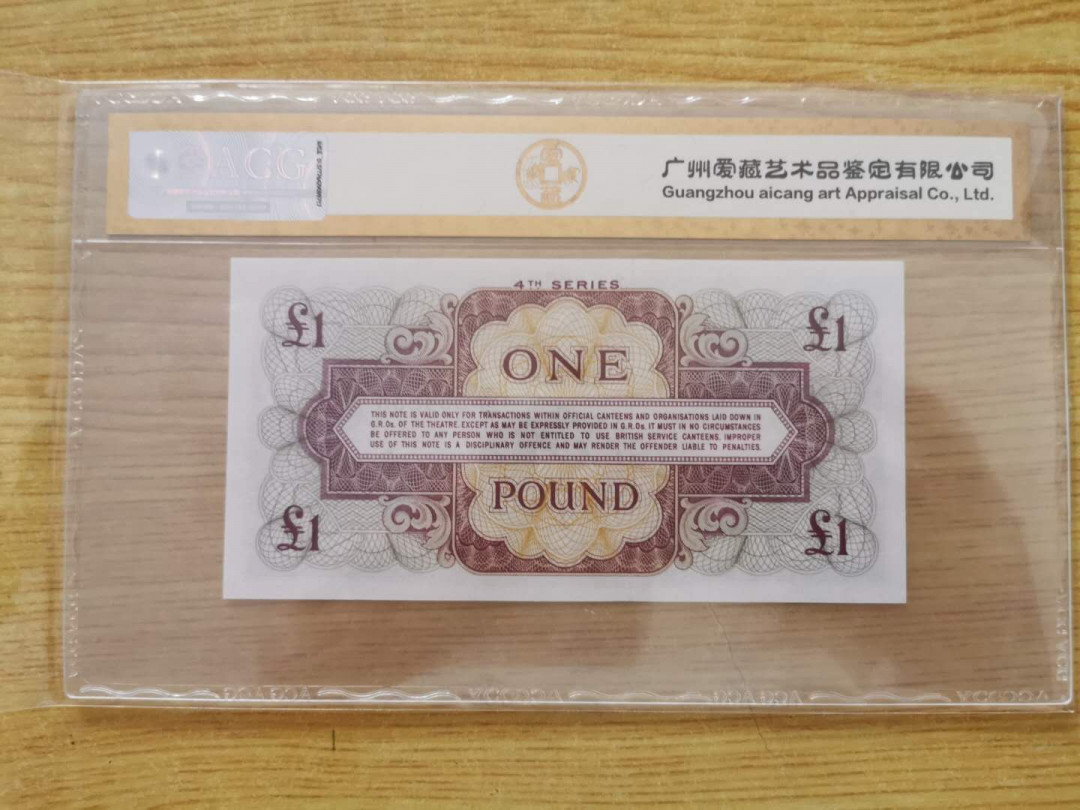 ACG
广州爱藏艺术品鉴定有限公司
Guangzhou aicang art Appraisal Co., Ltd.
4TH SERIES
£1
£1
ONE
THIS NOTE IS VALID ONLY FOR TRANSACTIONS WITHIN OFFICIAL CANTEENS AND ORGANISATIONS LAID DOWN IN
G.R.Os. OF THE THEATRE. EXCEPT AS MAY BE EXPRESSLY PROVIDED IN G.R.Os. IT MUST IN NO CIRCUMSTANCES
BE OFFERED TO ANY PERSON WHO IS NOT ENTITLED TO USE BRITISH SERVICE CANTEENS. IMPROPER
USE OF THIS NOTE IS A DISCIPLINARY OFFENCE AND MAY RENDER THE OFFENDER LIABLE TO PENALTIES.
POUND
£1
£1